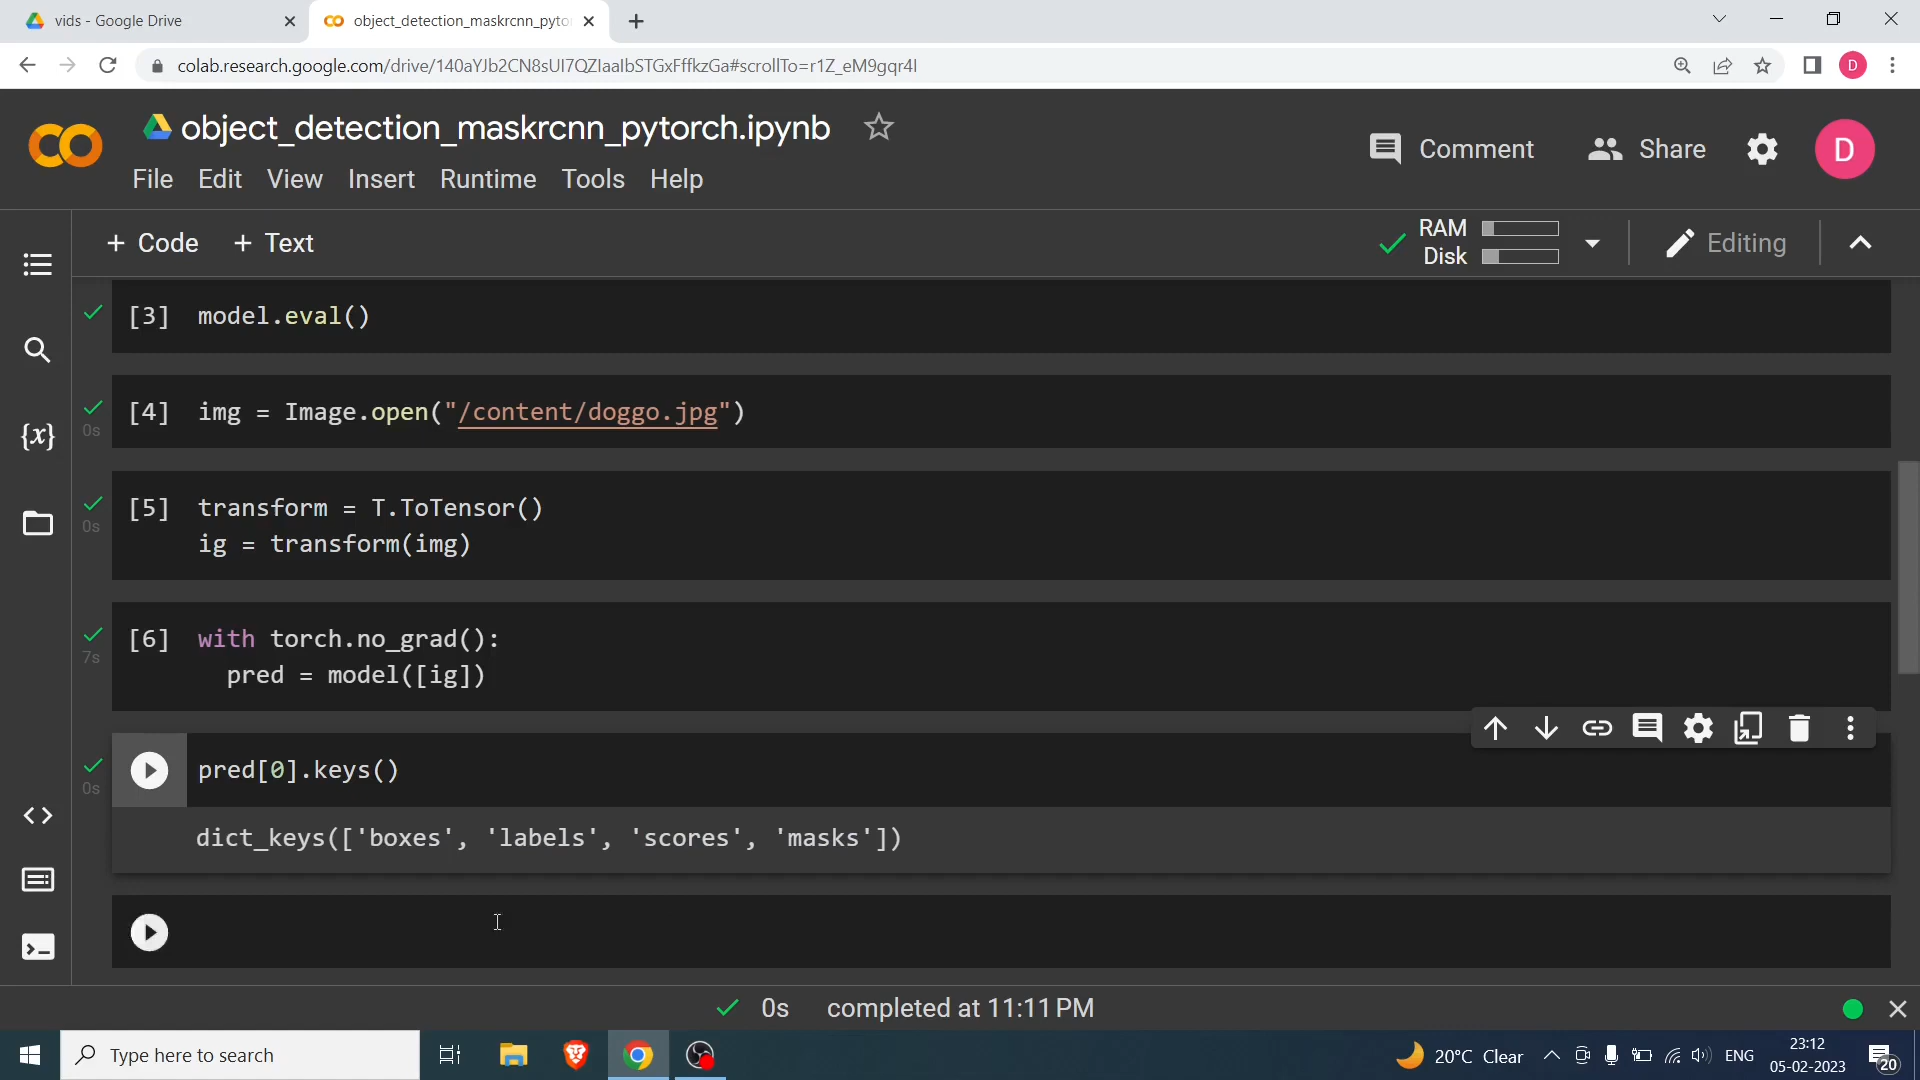 vids - Google Drive
object_detection_maskrcnn_pyto
colab.research.google.com/drive/140aYJb2CN8sUI7QZIaaIbSTGxFffkzGa#scrollTo=r1Z_eM9gqr4I
D
object_detection_maskrcnn_pytorch.ipynb
Comment
Share
D
File Edit View Insert Runtime Tools Help
+ Code + Text
RAM
Disk
Editing
[3] model.eval()
[4] img = Image.open("/content/doggo.jpg")
0s
{x}
[5] transform = T.ToTensor()
0s
ig = transform(img)
[6] with torch.no_grad():
7s
pred = model([ig])
pred[0].keys()
0s
dict_keys(['boxes', 'labels', 'scores', 'masks'])
0s completed at 11:11 PM
Type here to search
20°C Clear
ENG
23:12
05-02-2023
20